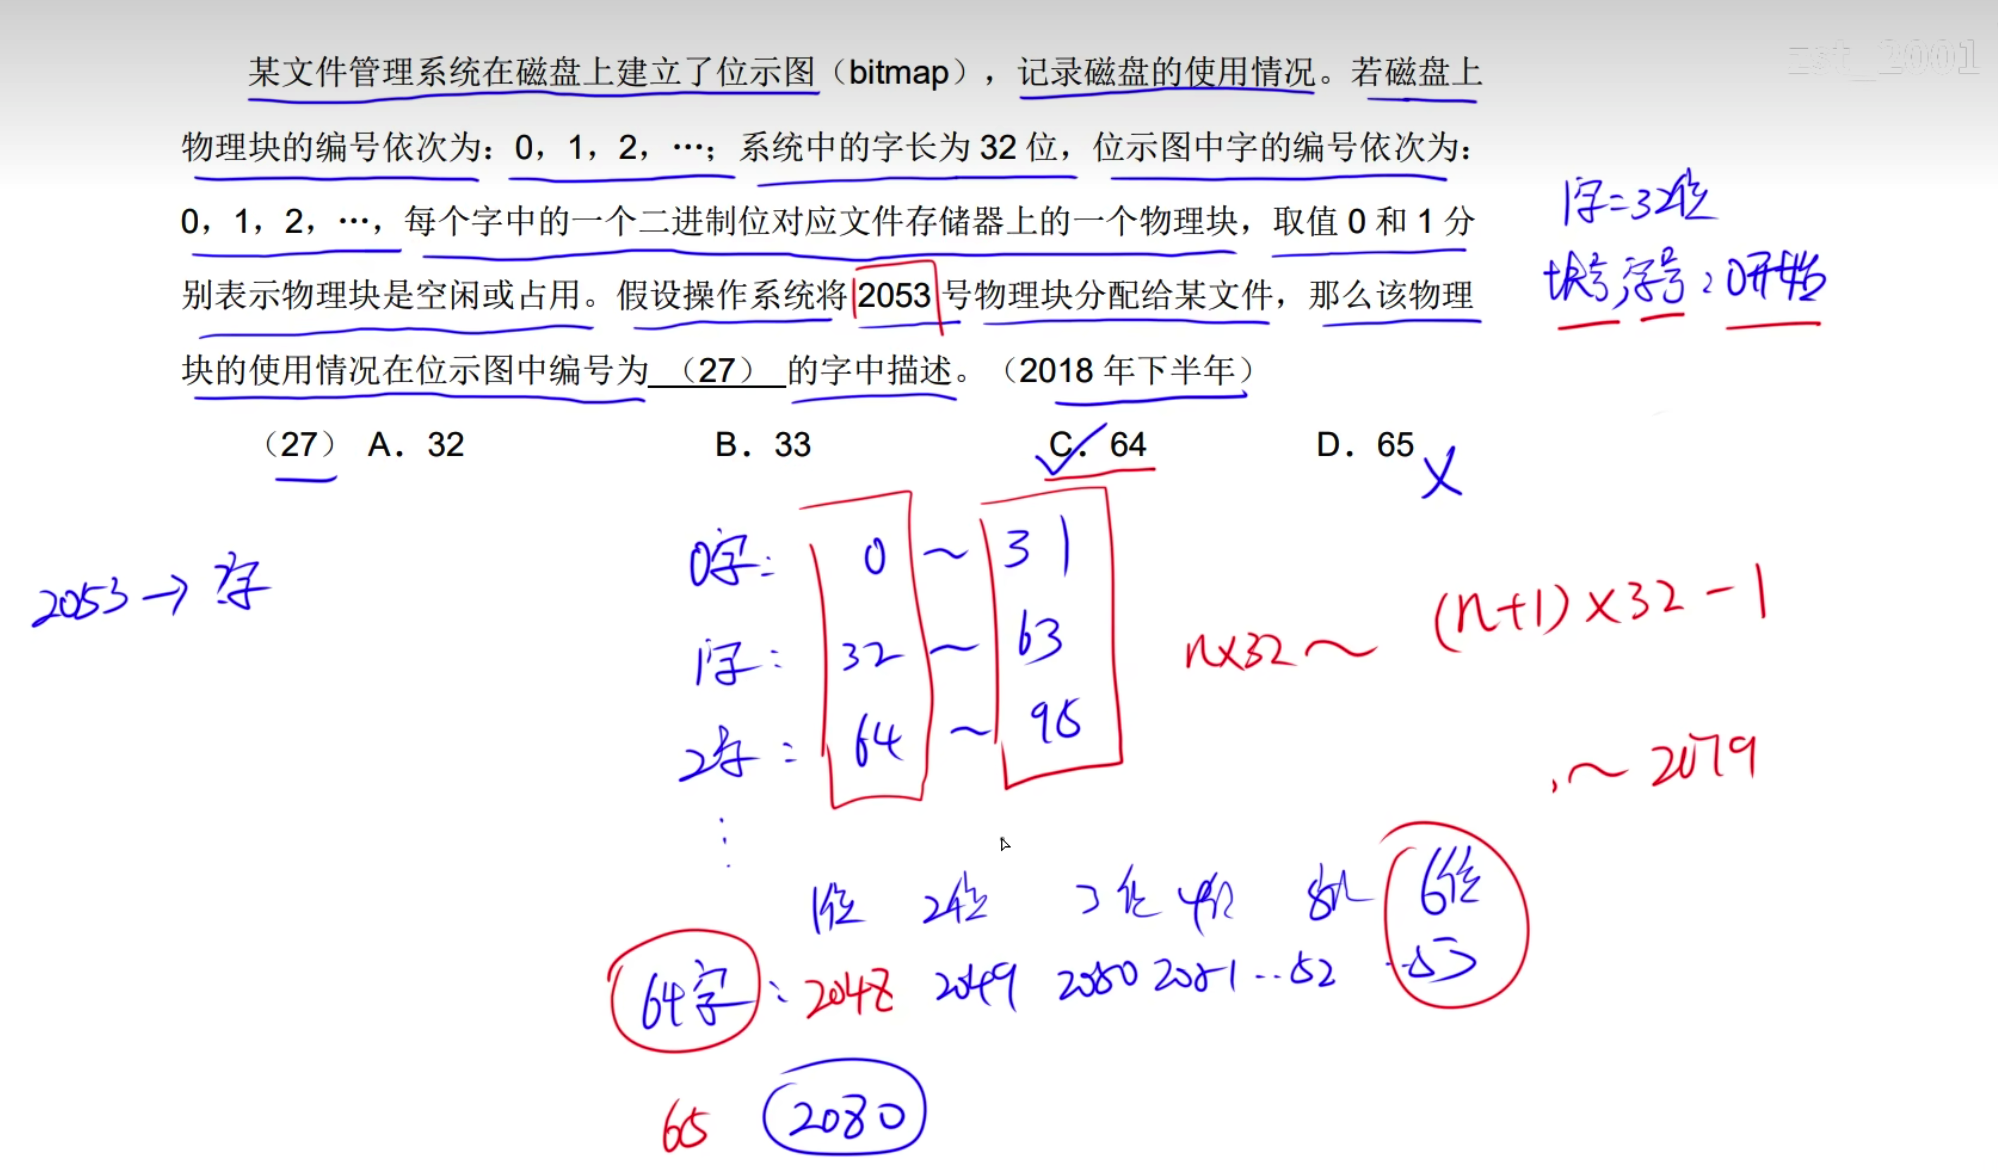 zst_2001
某文件管理系统在磁盘上建立了位示图（bitmap），记录磁盘的使用情况。若磁盘上
物理块的编号依次为：0，1，2，…；系统中的字长为 32 位，位示图中字的编号依次为：
0，1，2，…，每个字中的一个二进制位对应文件存储器上的一个物理块，取值 0 和 1 分
别表示物理块是空闲或占用。假设操作系统将 2053 号物理块分配给某文件，那么该物理
块的使用情况在位示图中编号为 （27） 的字中描述。（2018 年下半年）
（27） A．32 B．33 C．64 D．65
1字=32位
块号,字号：0开始
2053→?字
0字： 0 ~ 31
1字： 32 ~ 63
2字： 64 ~ 95
⋮
n×32 ~ (n+1)×32-1
~ 2079
1位 2位 3位 4位 6位
64字： 2048 2049 2050 2051 ..52 ..53
65 2080